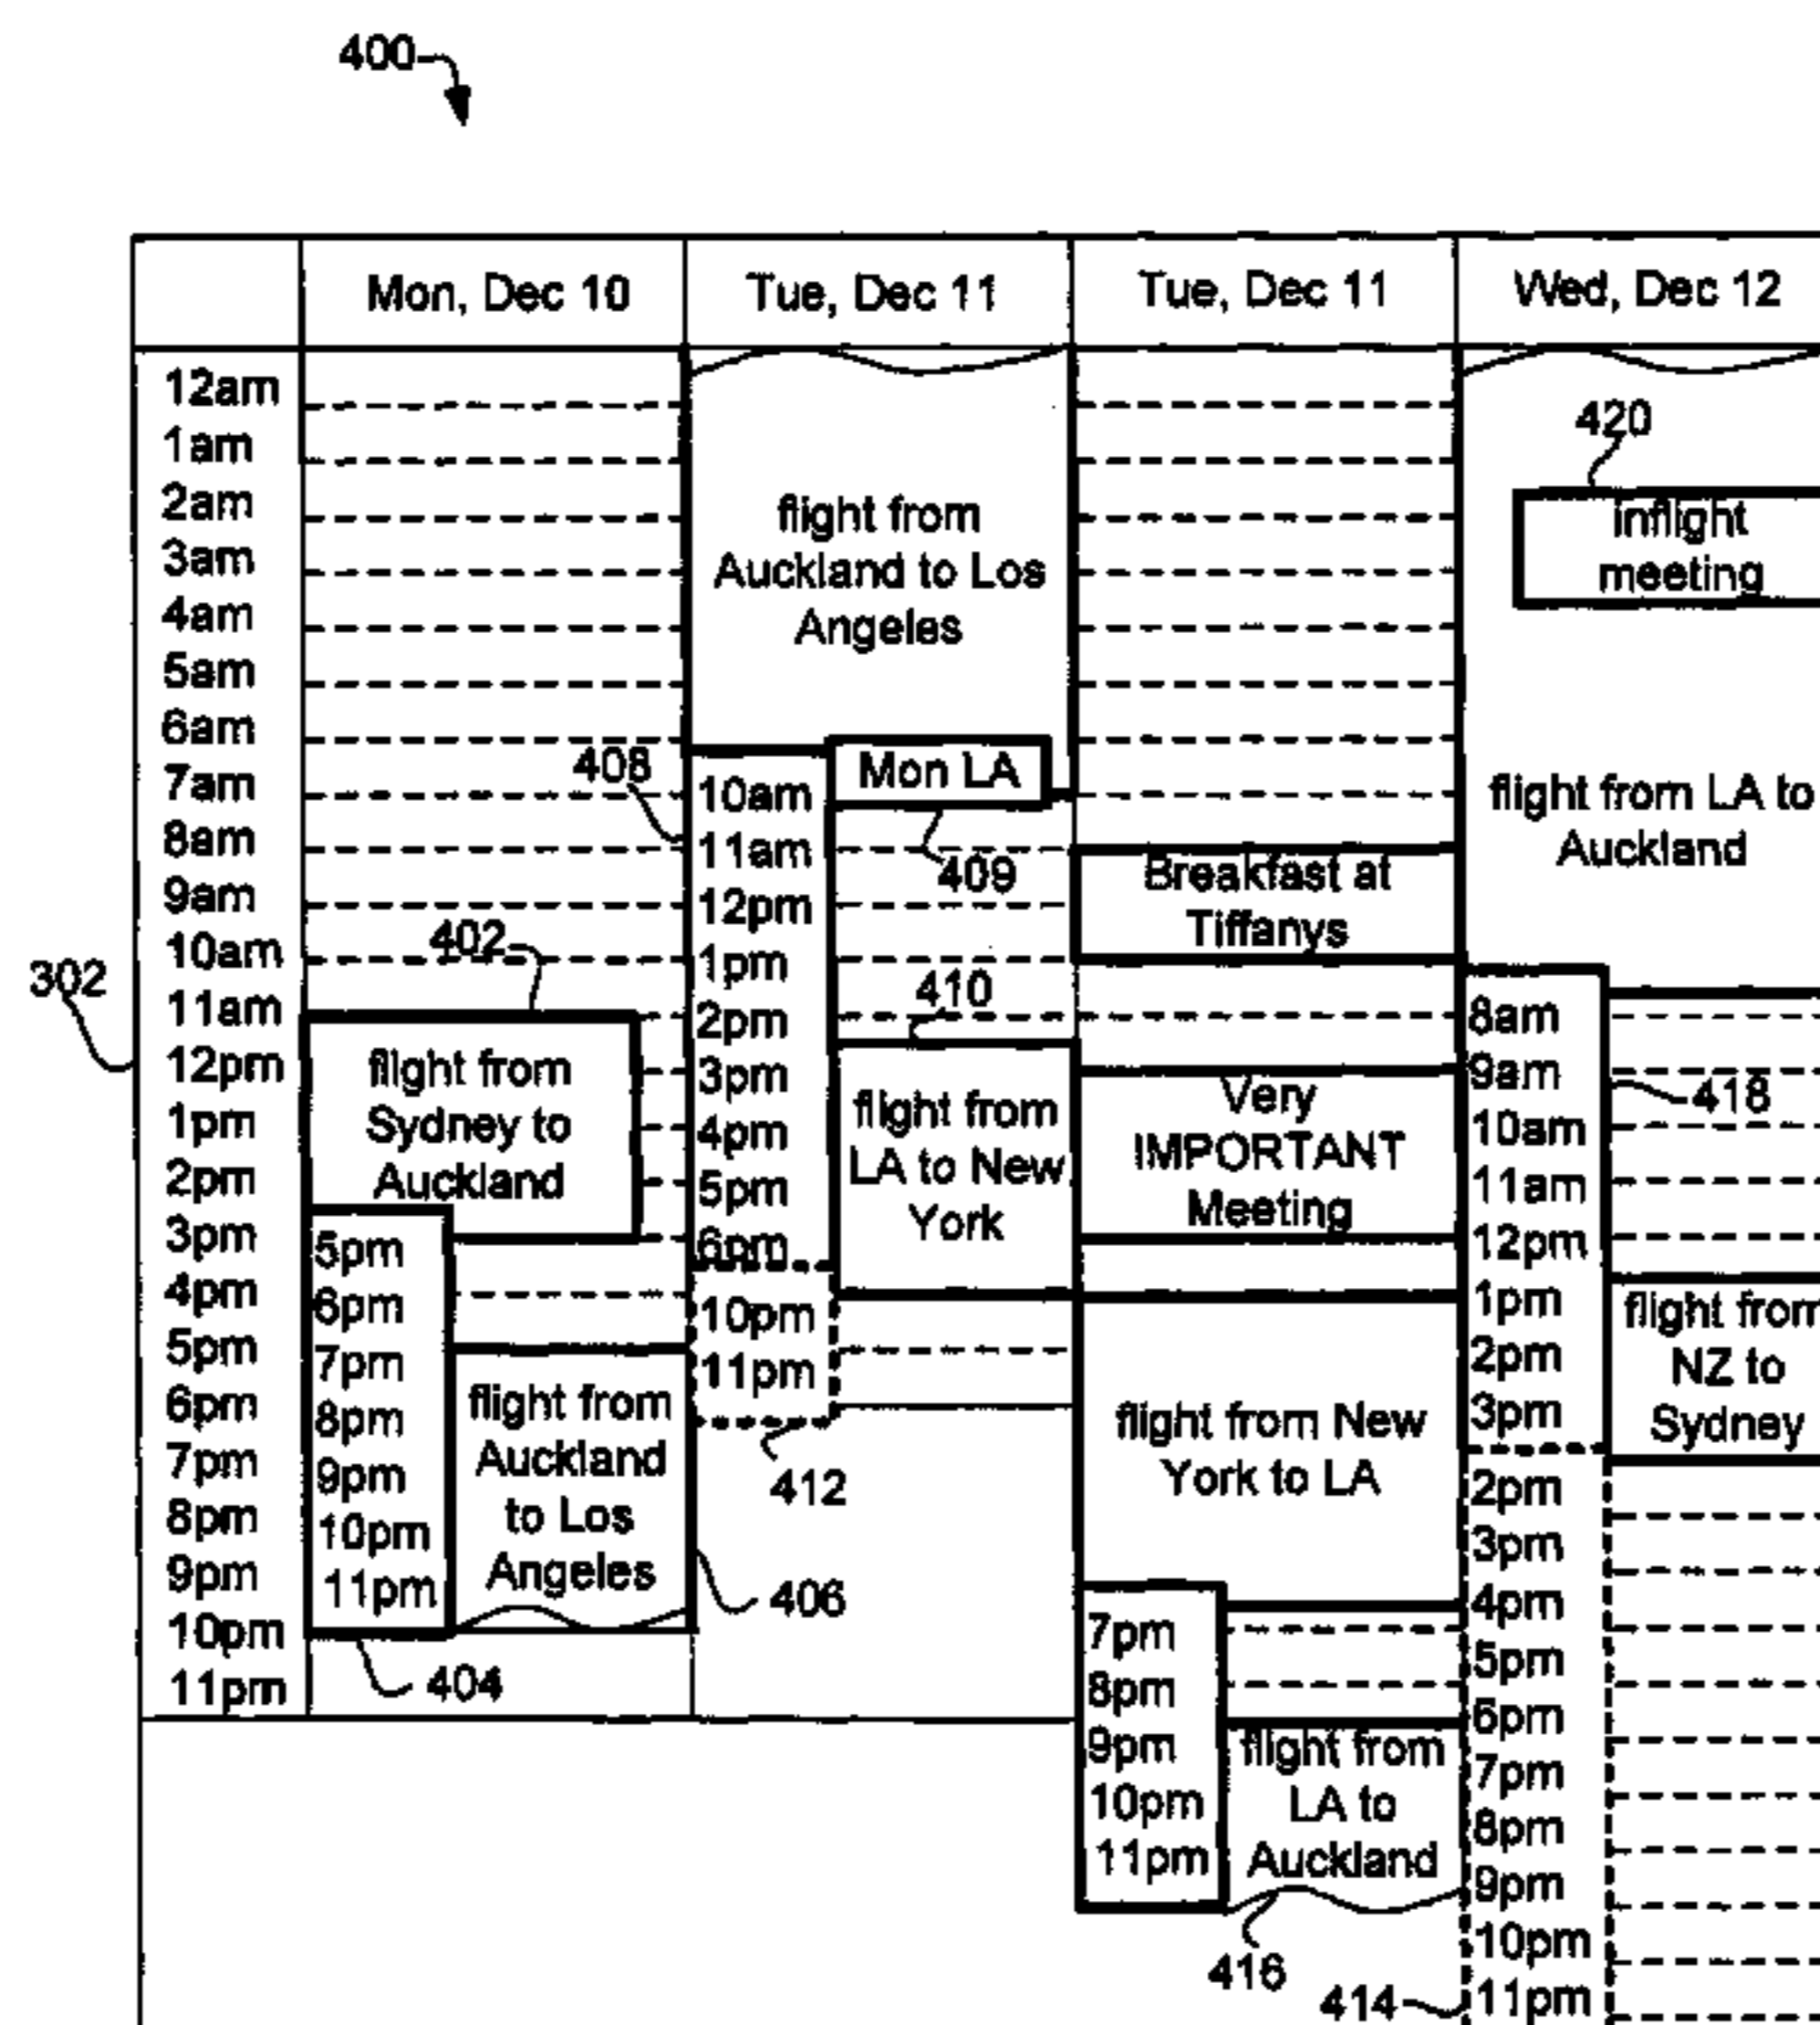 400
Mon, Dec 10
Tue, Dec 11
Tue, Dec 11
Wed, Dec 12
302
12am
1am
2am
3am
4am
5am
6am
7am
8am
9am
10am
11am
12pm
1pm
2pm
3pm
4pm
5pm
6pm
7pm
8pm
9pm
10pm
11pm
402
flight from
Sydney to
Auckland
5pm
6pm
7pm
8pm
9pm
10pm
11pm
404
flight from
Auckland
to Los
Angeles
406
flight from
Auckland to Los
Angeles
408
Mon LA
409
10am
11am
12pm
1pm
2pm
3pm
4pm
5pm
6pm
10pm
11pm
412
410
flight from
LA to New
York
Breakfast at
Tiffanys
Very
IMPORTANT
Meeting
flight from New
York to LA
7pm
8pm
9pm
10pm
11pm
flight from
LA to
Auckland
416
420
inflight
meeting
flight from LA to
Auckland
8am
9am
10am
11am
12pm
1pm
2pm
3pm
418
flight from
NZ to
Sydney
2pm
3pm
4pm
5pm
6pm
7pm
8pm
9pm
10pm
11pm
414